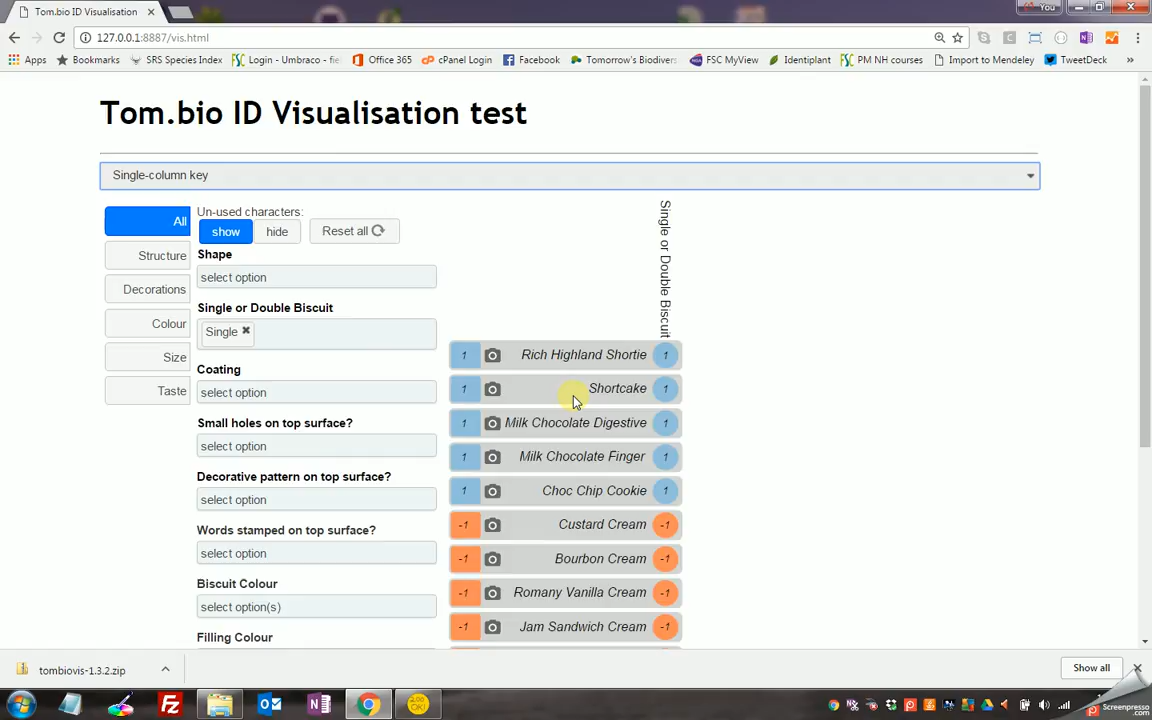 Tom.bio ID Visualisation
You
127.0.0.1:8887/vis.html
Apps
Bookmarks
SRS Species Index
Login - Umbraco - fie
Office 365
cPanel Login
Facebook
Tomorrow's Biodivers
FSC MyView
Identiplant
PM NH courses
Import to Mendeley
TweetDeck
»
Tom.bio ID Visualisation test
Single-column key
All
Structure
Decorations
Colour
Size
Taste
Un-used characters:
show
hide
Reset all
Shape
select option
Single or Double Biscuit
Single ×
Coating
select option
Small holes on top surface?
select option
Decorative pattern on top surface?
select option
Words stamped on top surface?
select option
Biscuit Colour
select option(s)
Filling Colour
Single or Double Biscuit
1 Rich Highland Shortie 1
1 Shortcake 1
1 Milk Chocolate Digestive 1
1 Milk Chocolate Finger 1
1 Choc Chip Cookie 1
-1 Custard Cream -1
-1 Bourbon Cream -1
-1 Romany Vanilla Cream -1
-1 Jam Sandwich Cream -1
tombiovis-1.3.2.zip
Show all
Screenpresso